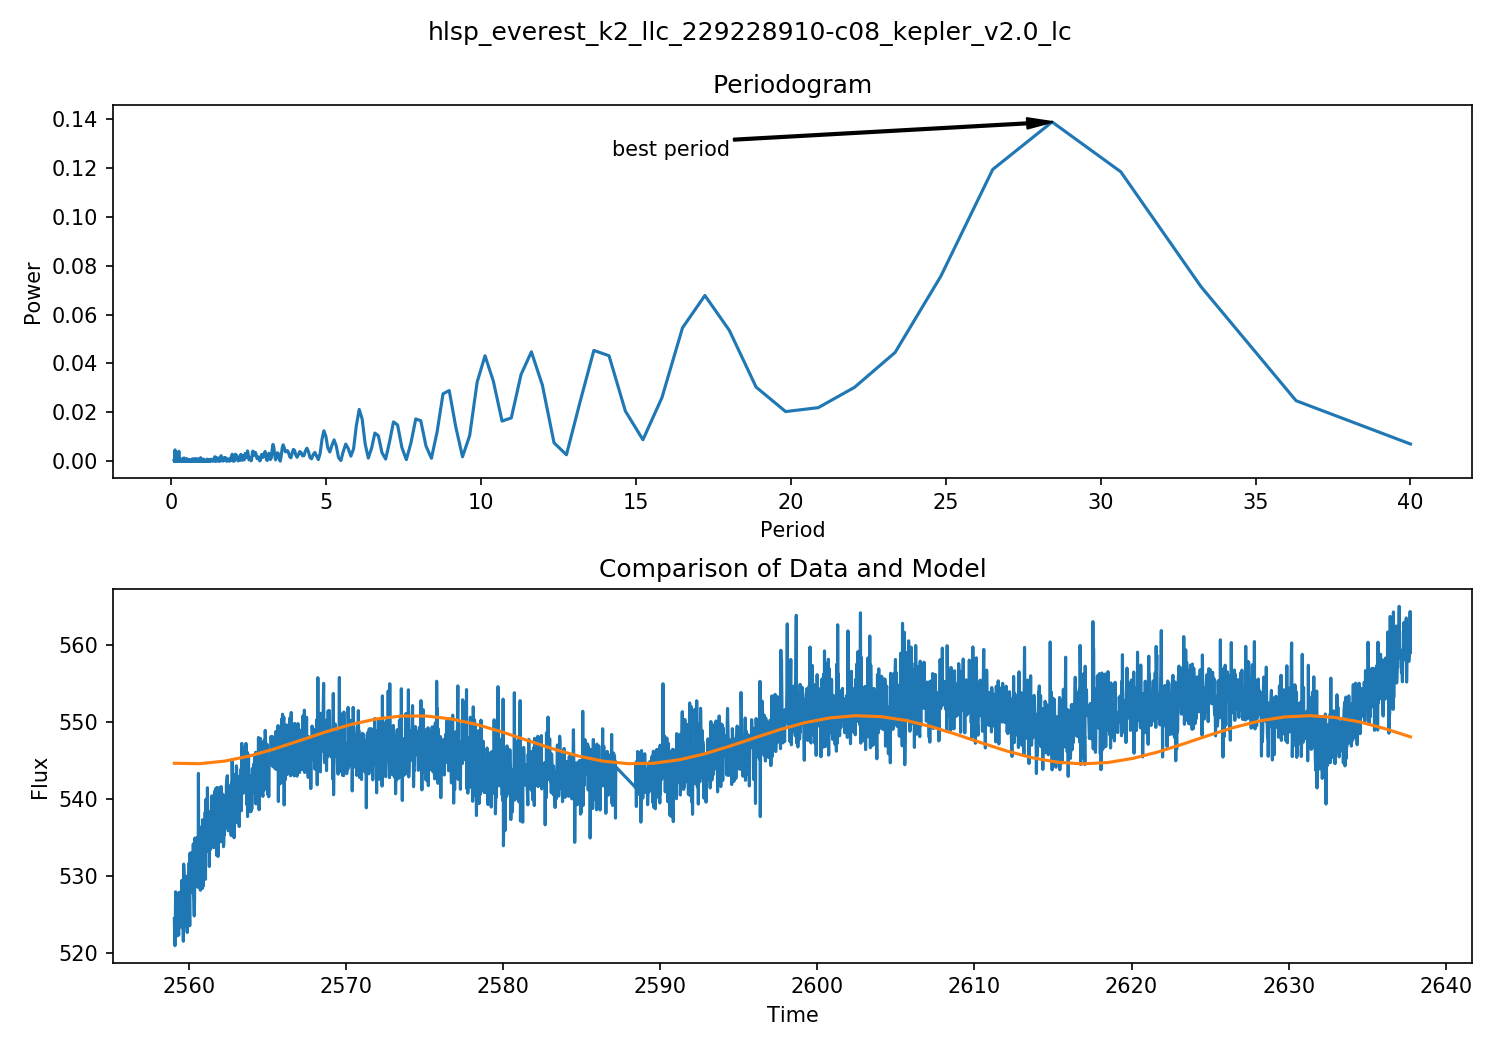 hlsp_everest_k2_llc_229228910-c08_kepler_v2.0_lc
Periodogram
0.14
0.12
0.10
0.08
0.06
0.04
0.02
0.00
Power
best period
0 5 10 15 20 25 30 35 40
Period
Comparison of Data and Model
560
550
540
530
520
Flux
2560 2570 2580 2590 2600 2610 2620 2630 2640
Time